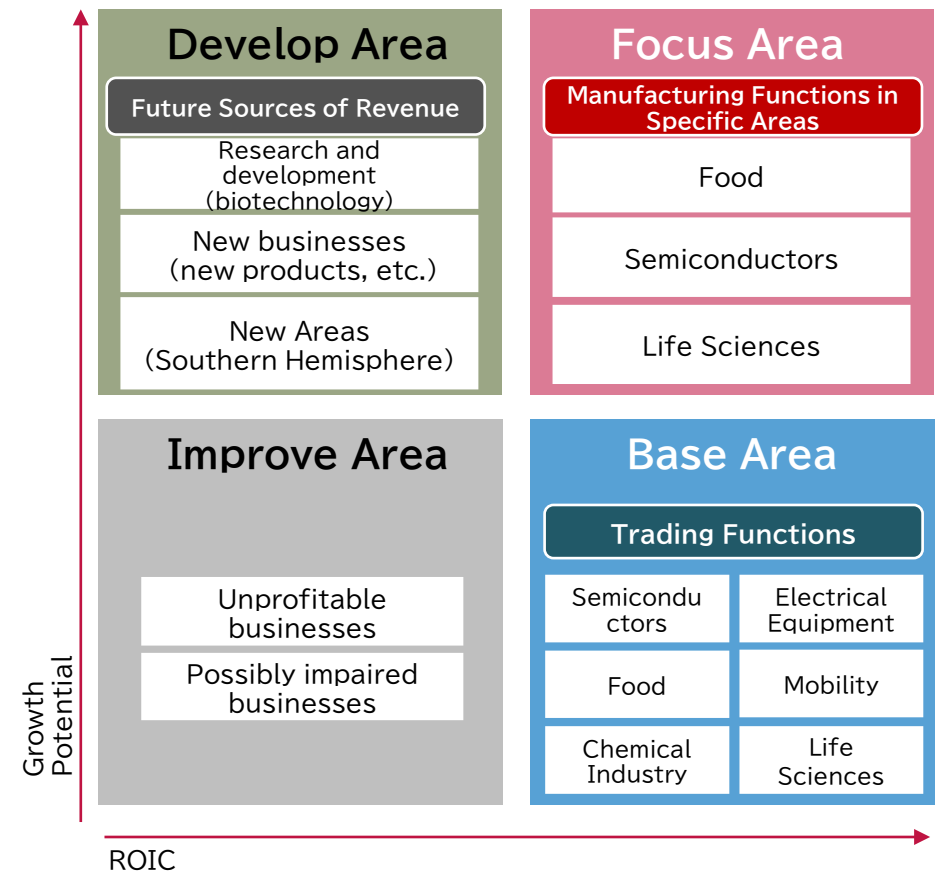 Develop Area
Future Sources of Revenue
Research and
development
(biotechnology)
New businesses
(new products, etc.)
New Areas
(Southern Hemisphere)
Focus Area
Manufacturing Functions in
Specific Areas
Food
Semiconductors
Life Sciences
Improve Area
Unprofitable
businesses
Possibly impaired
businesses
Base Area
Trading Functions
Semicondu
ctors
Electrical
Equipment
Food
Mobility
Chemical
Industry
Life
Sciences
Growth
Potential
ROIC